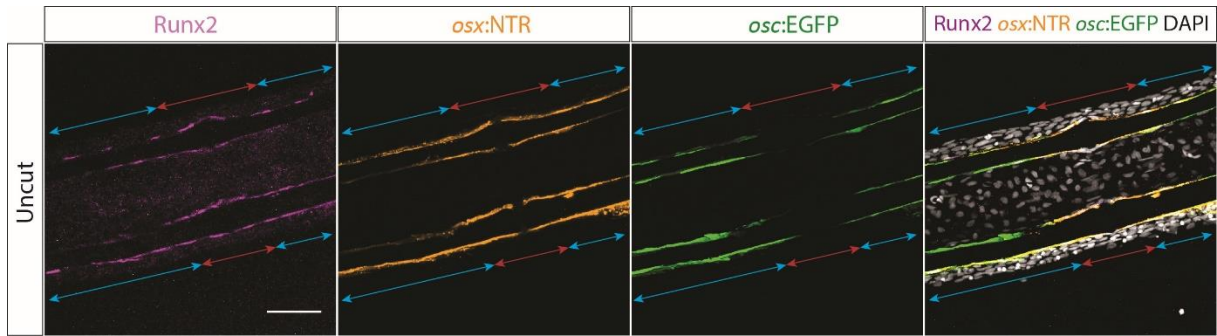 Runx2
osx:NTR
osc:EGFP
Runx2 osx:NTR osc:EGFP DAPI
Uncut